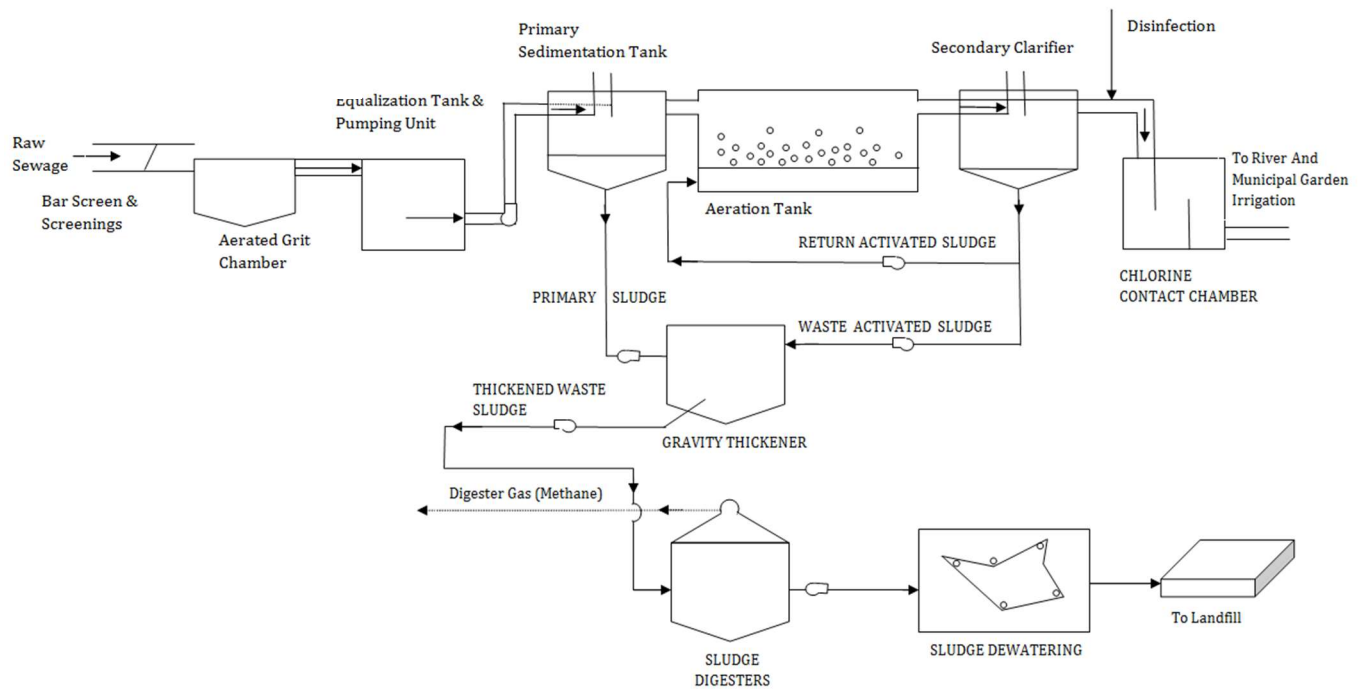 Primary
Sedimentation Tank
Secondary Clarifier
Disinfection
Equalization Tank &
Pumping Unit
Raw
Sewage
Bar Screen &
Screenings
Aerated Grit
Chamber
Aeration Tank
To River And
Municipal Garden
Irrigation
RETURN ACTIVATED SLUDGE
CHLORINE
CONTACT CHAMBER
PRIMARY SLUDGE
WASTE ACTIVATED SLUDGE
THICKENED WASTE
SLUDGE
GRAVITY THICKENER
Digester Gas (Methane)
To Landfill
SLUDGE
DIGESTERS
SLUDGE DEWATERING